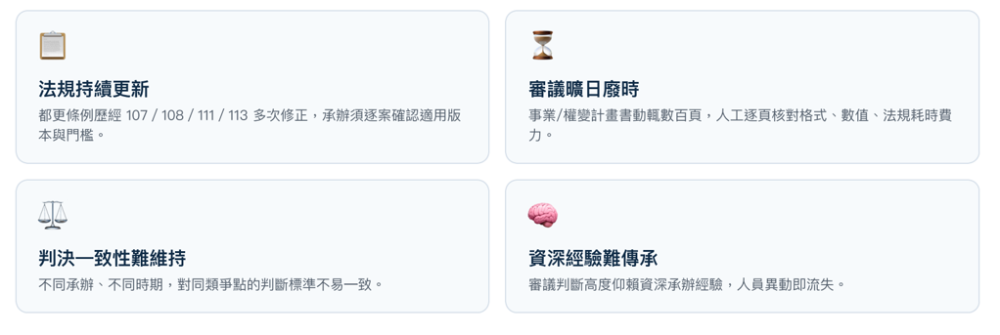 法規持續更新
都更條例歷經 107 / 108 / 111 / 113 多次修正，承辦須逐案確認適用版
本與門檻。
審議曠日廢時
事業/權變計畫書動輒數百頁，人工逐頁核對格式、數值、法規耗時費
力。
判決一致性難維持
不同承辦、不同時期，對同類爭點的判斷標準不易一致。
資深經驗難傳承
審議判斷高度仰賴資深承辦經驗，人員異動即流失。